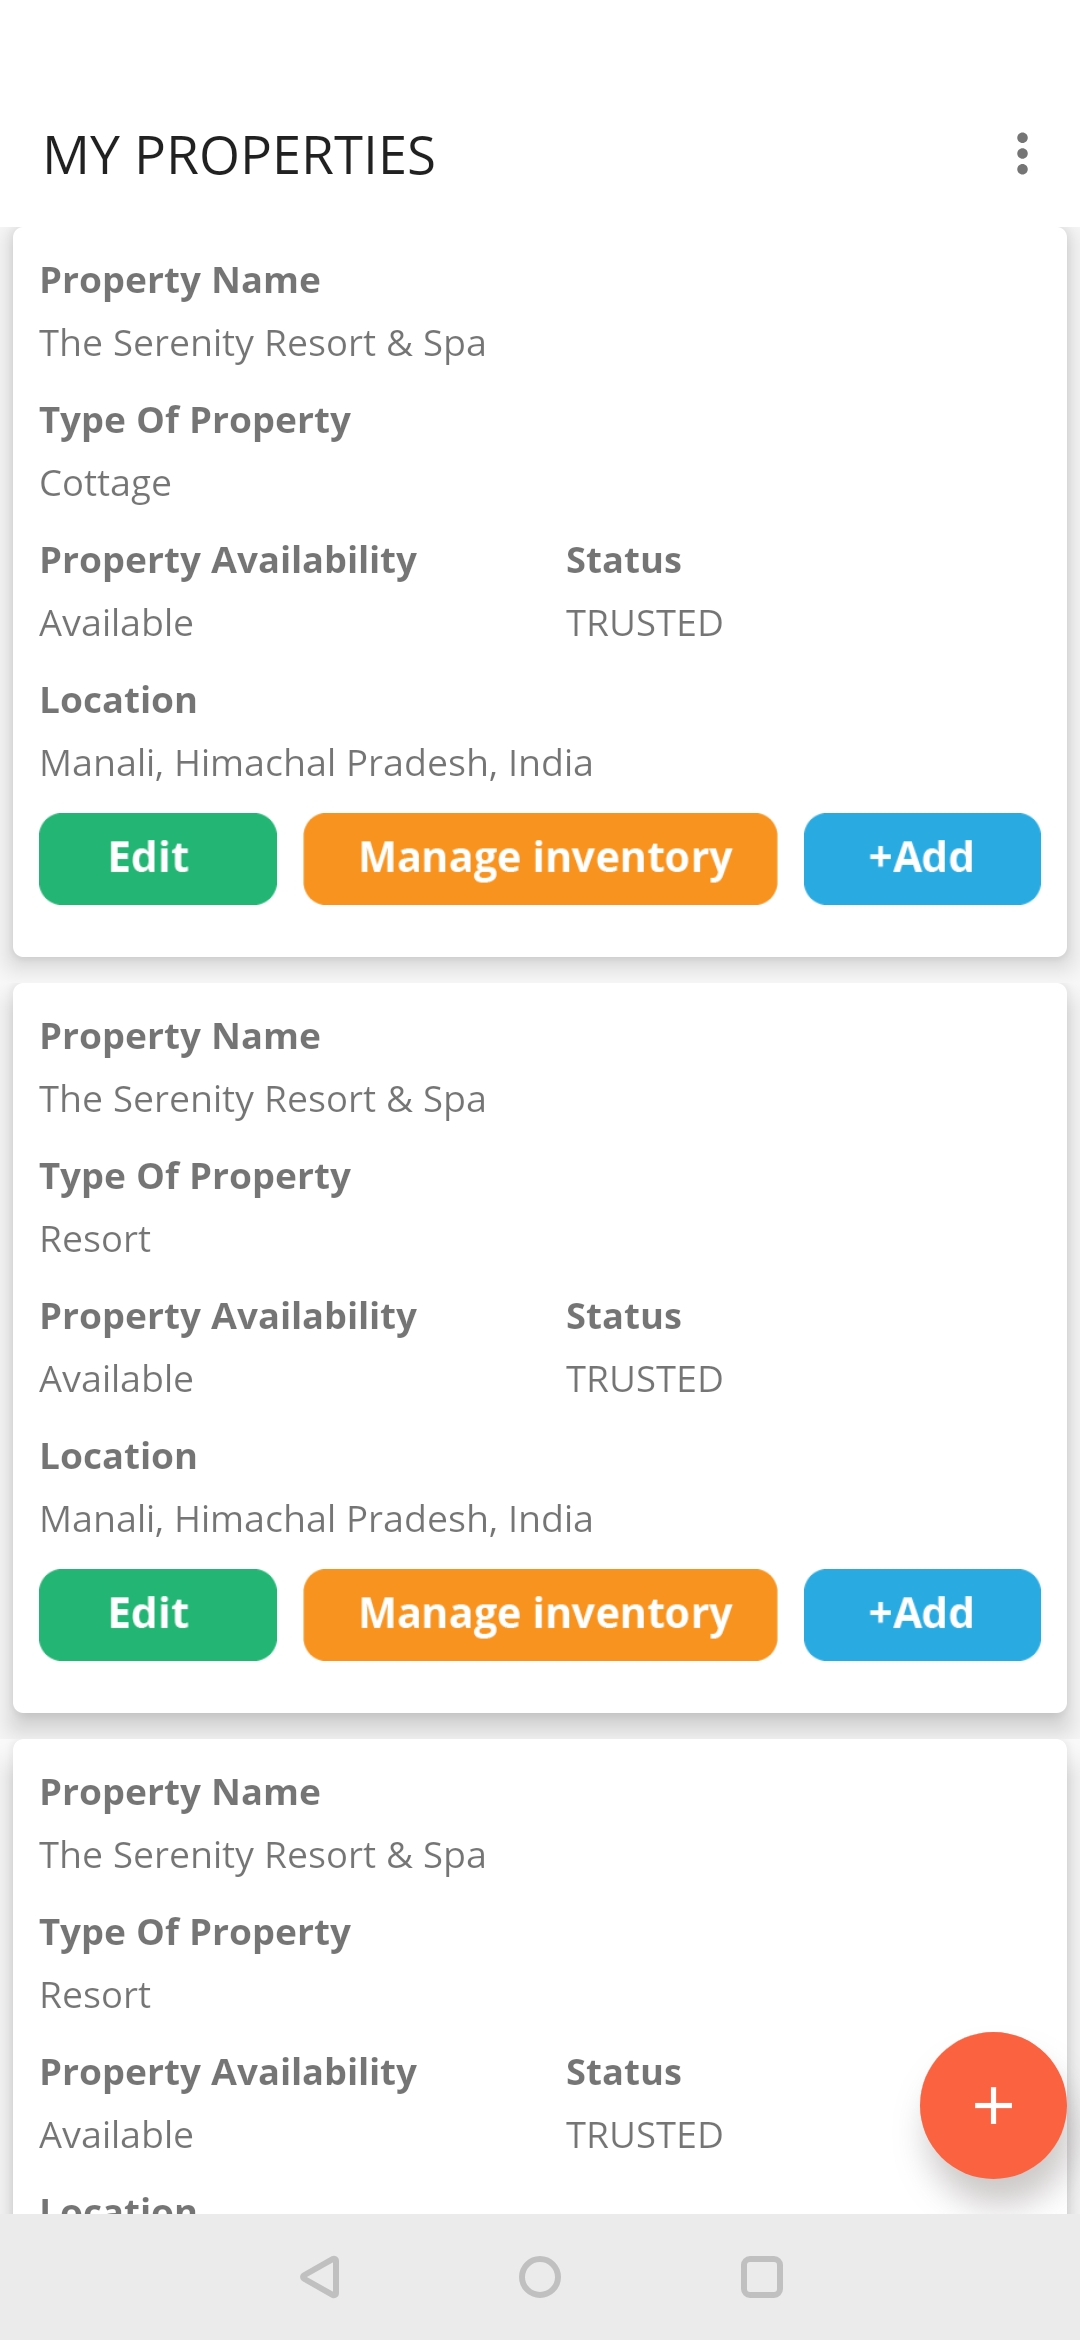 MY PROPERTIES
Property Name
The Serenity Resort & Spa
Type Of Property
Cottage
Property Availability Status
Available TRUSTED
Location
Manali, Himachal Pradesh, India
Edit Manage inventory +Add
Property Name
The Serenity Resort & Spa
Type Of Property
Resort
Property Availability Status
Available TRUSTED
Location
Manali, Himachal Pradesh, India
Edit Manage inventory +Add
Property Name
The Serenity Resort & Spa
Type Of Property
Resort
Property Availability Status
Available TRUSTED
Location